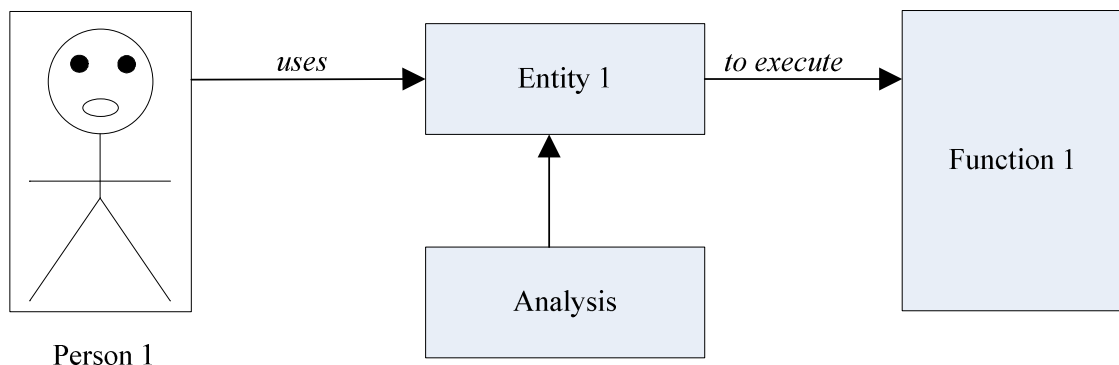 uses
Entity 1
to execute
Function 1
Analysis
Person 1